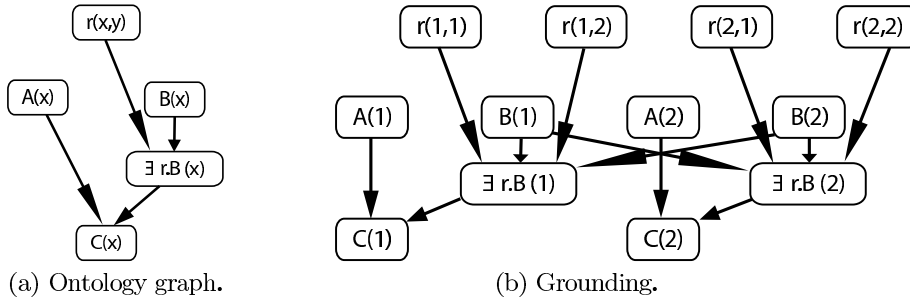 r(x,y)
A(x)
B(x)
∃ r.B (x)
C(x)
(a) Ontology graph.
r(1,1)
r(1,2)
r(2,1)
r(2,2)
A(1)
B(1)
A(2)
B(2)
∃ r.B (1)
∃ r.B (2)
C(1)
C(2)
(b) Grounding.